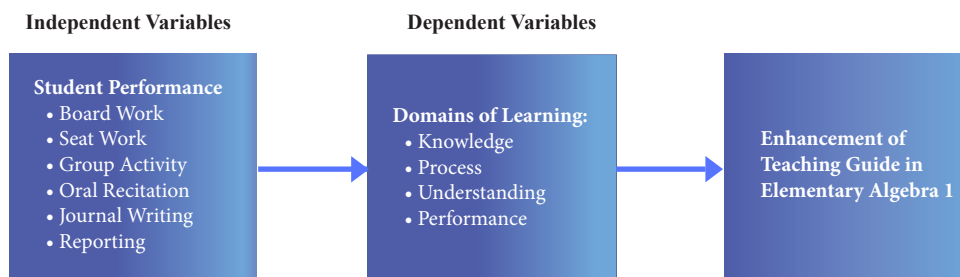 Independent Variables
Dependent Variables
Student Performance
• Board Work
• Seat Work
• Group Activity
• Oral Recitation
• Journal Writing
• Reporting
Domains of Learning:
• Knowledge
• Process
• Understanding
• Performance
Enhancement of
Teaching Guide in
Elementary Algebra 1